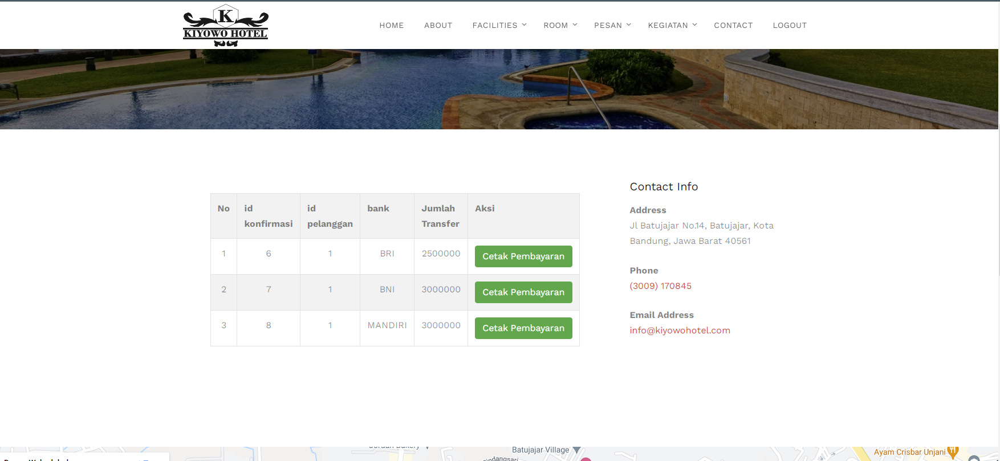 K
KIYOWO HOTEL
HOME ABOUT FACILITIES ROOM PESAN KEGIATAN CONTACT LOGOUT
No id konfirmasi id pelanggan bank Jumlah Transfer Aksi
1 6 1 BRI 2500000 Cetak Pembayaran
2 7 1 BNI 3000000 Cetak Pembayaran
3 8 1 MANDIRI 3000000 Cetak Pembayaran
Contact Info
Address
Jl Batujajar No.14, Batujajar, Kota
Bandung, Jawa Barat 40561
Phone
(3009) 170845
Email Address
info@kiyowohotel.com
Batujajar Village
Ayam Crisbar Unjani